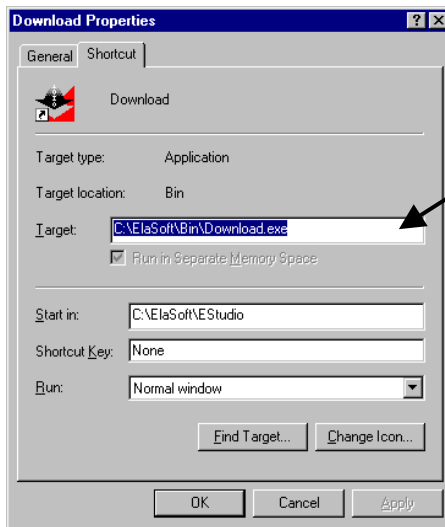 Download Properties
General Shortcut
Download
Target type: Application
Target location: Bin
Target: C:\ElaSoft\Bin\Download.exe
Run in Separate Memory Space
Start in: C:\ElaSoft\EStudio
Shortcut Key: None
Run: Normal window
Find Target... Change Icon...
OK Cancel Apply